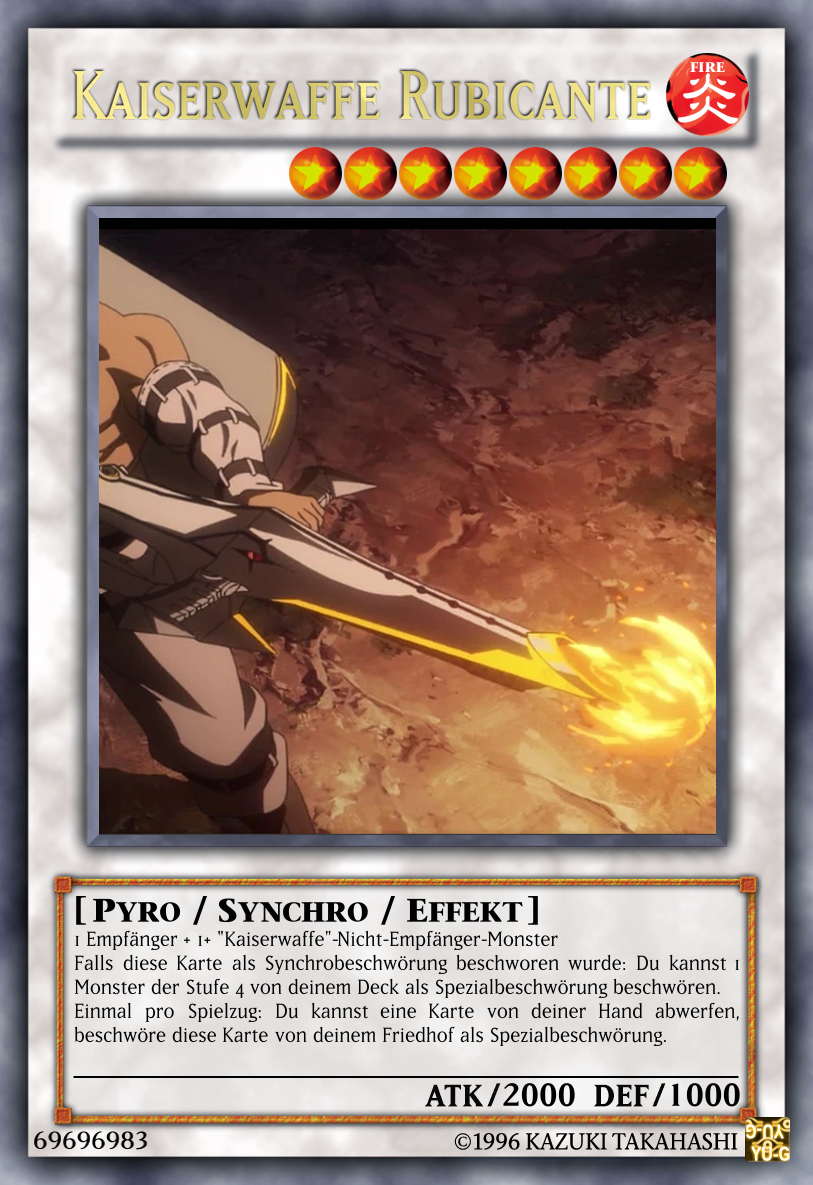 Kaiserwaffe Rubicante
FIRE
炎
[ Pyro / Synchro / Effekt ]
1 Empfänger + 1+ "Kaiserwaffe"-Nicht-Empfänger-Monster
Falls diese Karte als Synchrobeschwörung beschworen wurde: Du kannst 1
Monster der Stufe 4 von deinem Deck als Spezialbeschwörung beschwören.
Einmal pro Spielzug: Du kannst eine Karte von deiner Hand abwerfen,
beschwöre diese Karte von deinem Friedhof als Spezialbeschwörung.
ATK/2000 DEF/1000
69696983 ©1996 KAZUKI TAKAHASHI